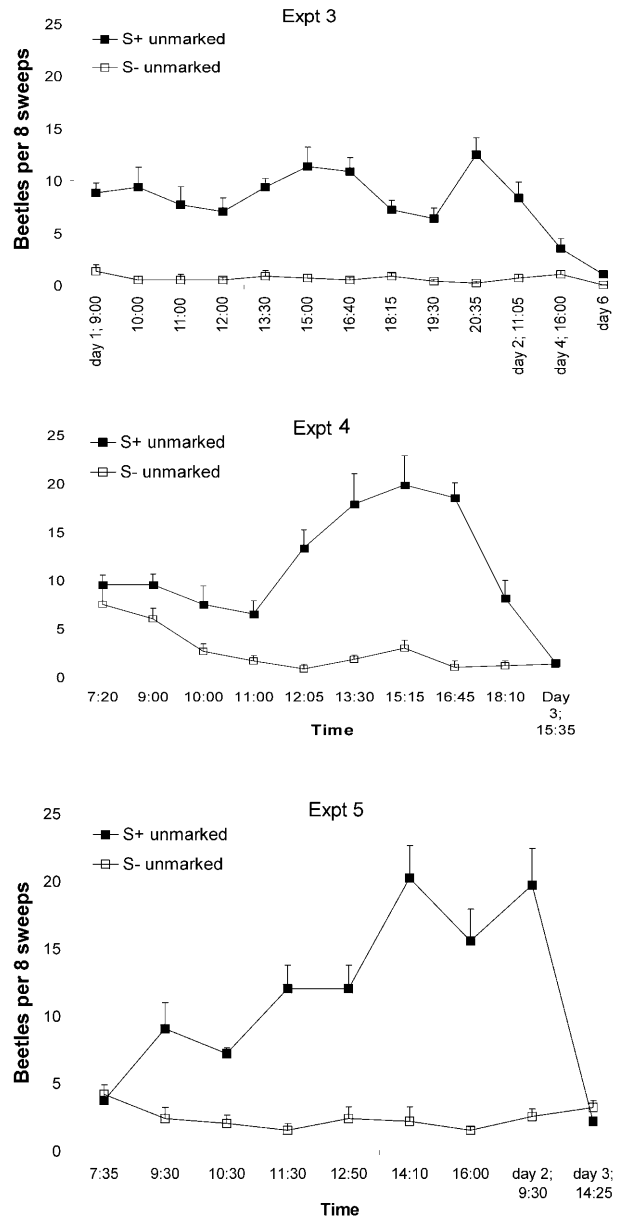 Expt 3
25
S+ unmarked
S- unmarked
20
15
10
5
0
Beetles per 8 sweeps
day 1; 9:00
10:00
11:00
12:00
13:30
15:00
16:40
18:15
19:30
20:35
day 2; 11:05
day 4; 16:00
day 6
Expt 4
25
S+ unmarked
S- unmarked
20
15
10
5
0
7:20 9:00 10:00 11:00 12:05 13:30 15:15 16:45 18:10 Day
3;
15:35
Time
Expt 5
25
S+ unmarked
S- unmarked
20
15
10
5
0
Beetles per 8 sweeps
7:35 9:30 10:30 11:30 12:50 14:10 16:00 day 2; day 3;
9:30 14:25
Time